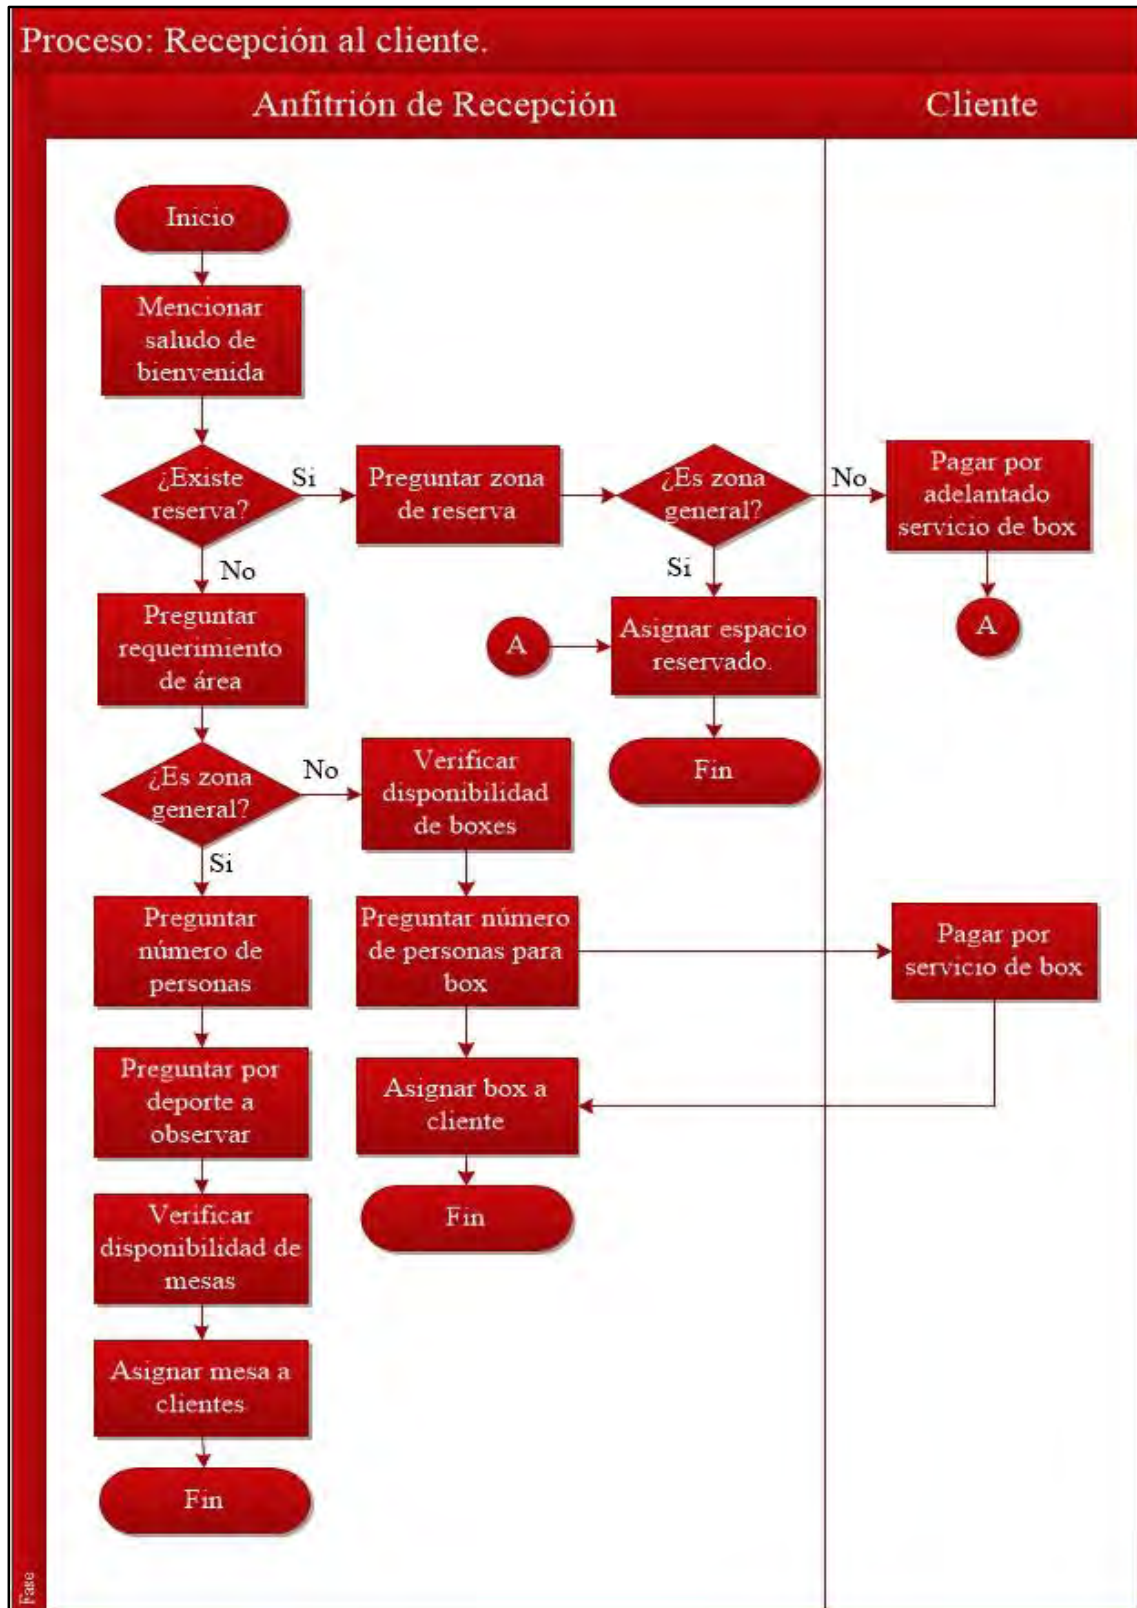 Proceso: Recepción al cliente.
Anfitrión de Recepción
Cliente
Inicio
Mencionar
saludo de
bienvenida
¿Existe
reserva?
Si
Preguntar zona
de reserva
¿Es zona
general?
No
Pagar por
adelantado
servicio de box
No
Si
Preguntar
requerimiento
de área
A
Asignar espacio
reservado.
A
¿Es zona
general?
No
Verificar
disponibilidad
de boxes
Fin
Si
Preguntar
número de
personas
Preguntar número
de personas para
box
Pagar por
servicio de box
Preguntar por
deporte a
observar
Asignar box a
cliente
Verificar
disponibilidad de
mesas
Fin
Asignar mesa a
clientes
Fin
Fase